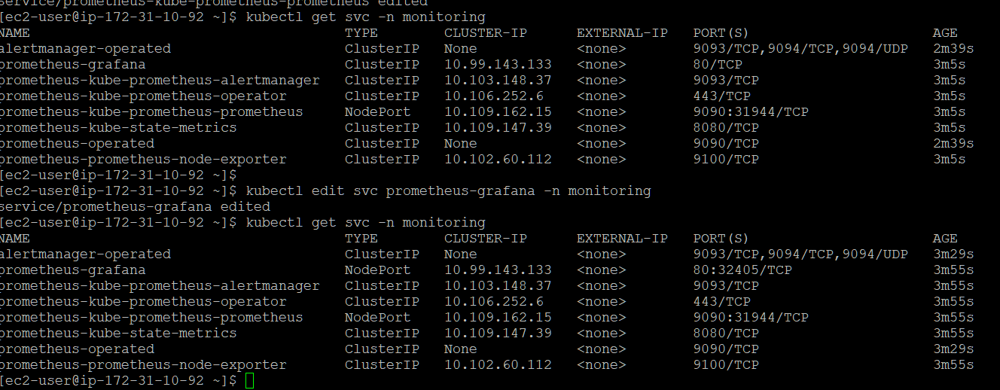 service/prometheus-kube-prometheus-prometheus edited
[ec2-user@ip-172-31-10-92 ~]$ kubectl get svc -n monitoring
NAME TYPE CLUSTER-IP EXTERNAL-IP PORT(S) AGE
alertmanager-operated ClusterIP None <none> 9093/TCP,9094/TCP,9094/UDP 2m39s
prometheus-grafana ClusterIP 10.99.143.133 <none> 80/TCP 3m5s
prometheus-kube-prometheus-alertmanager ClusterIP 10.103.148.37 <none> 9093/TCP 3m5s
prometheus-kube-prometheus-operator ClusterIP 10.106.252.6 <none> 443/TCP 3m5s
prometheus-kube-prometheus-prometheus NodePort 10.109.162.15 <none> 9090:31944/TCP 3m5s
prometheus-kube-state-metrics ClusterIP 10.109.147.39 <none> 8080/TCP 3m5s
prometheus-operated ClusterIP None <none> 9090/TCP 2m39s
prometheus-prometheus-node-exporter ClusterIP 10.102.60.112 <none> 9100/TCP 3m5s
[ec2-user@ip-172-31-10-92 ~]$
[ec2-user@ip-172-31-10-92 ~]$ kubectl edit svc prometheus-grafana -n monitoring
service/prometheus-grafana edited
[ec2-user@ip-172-31-10-92 ~]$ kubectl get svc -n monitoring
NAME TYPE CLUSTER-IP EXTERNAL-IP PORT(S) AGE
alertmanager-operated ClusterIP None <none> 9093/TCP,9094/TCP,9094/UDP 3m29s
prometheus-grafana NodePort 10.99.143.133 <none> 80:32405/TCP 3m55s
prometheus-kube-prometheus-alertmanager ClusterIP 10.103.148.37 <none> 9093/TCP 3m55s
prometheus-kube-prometheus-operator ClusterIP 10.106.252.6 <none> 443/TCP 3m55s
prometheus-kube-prometheus-prometheus NodePort 10.109.162.15 <none> 9090:31944/TCP 3m55s
prometheus-kube-state-metrics ClusterIP 10.109.147.39 <none> 8080/TCP 3m55s
prometheus-operated ClusterIP None <none> 9090/TCP 3m29s
prometheus-prometheus-node-exporter ClusterIP 10.102.60.112 <none> 9100/TCP 3m55s
[ec2-user@ip-172-31-10-92 ~]$